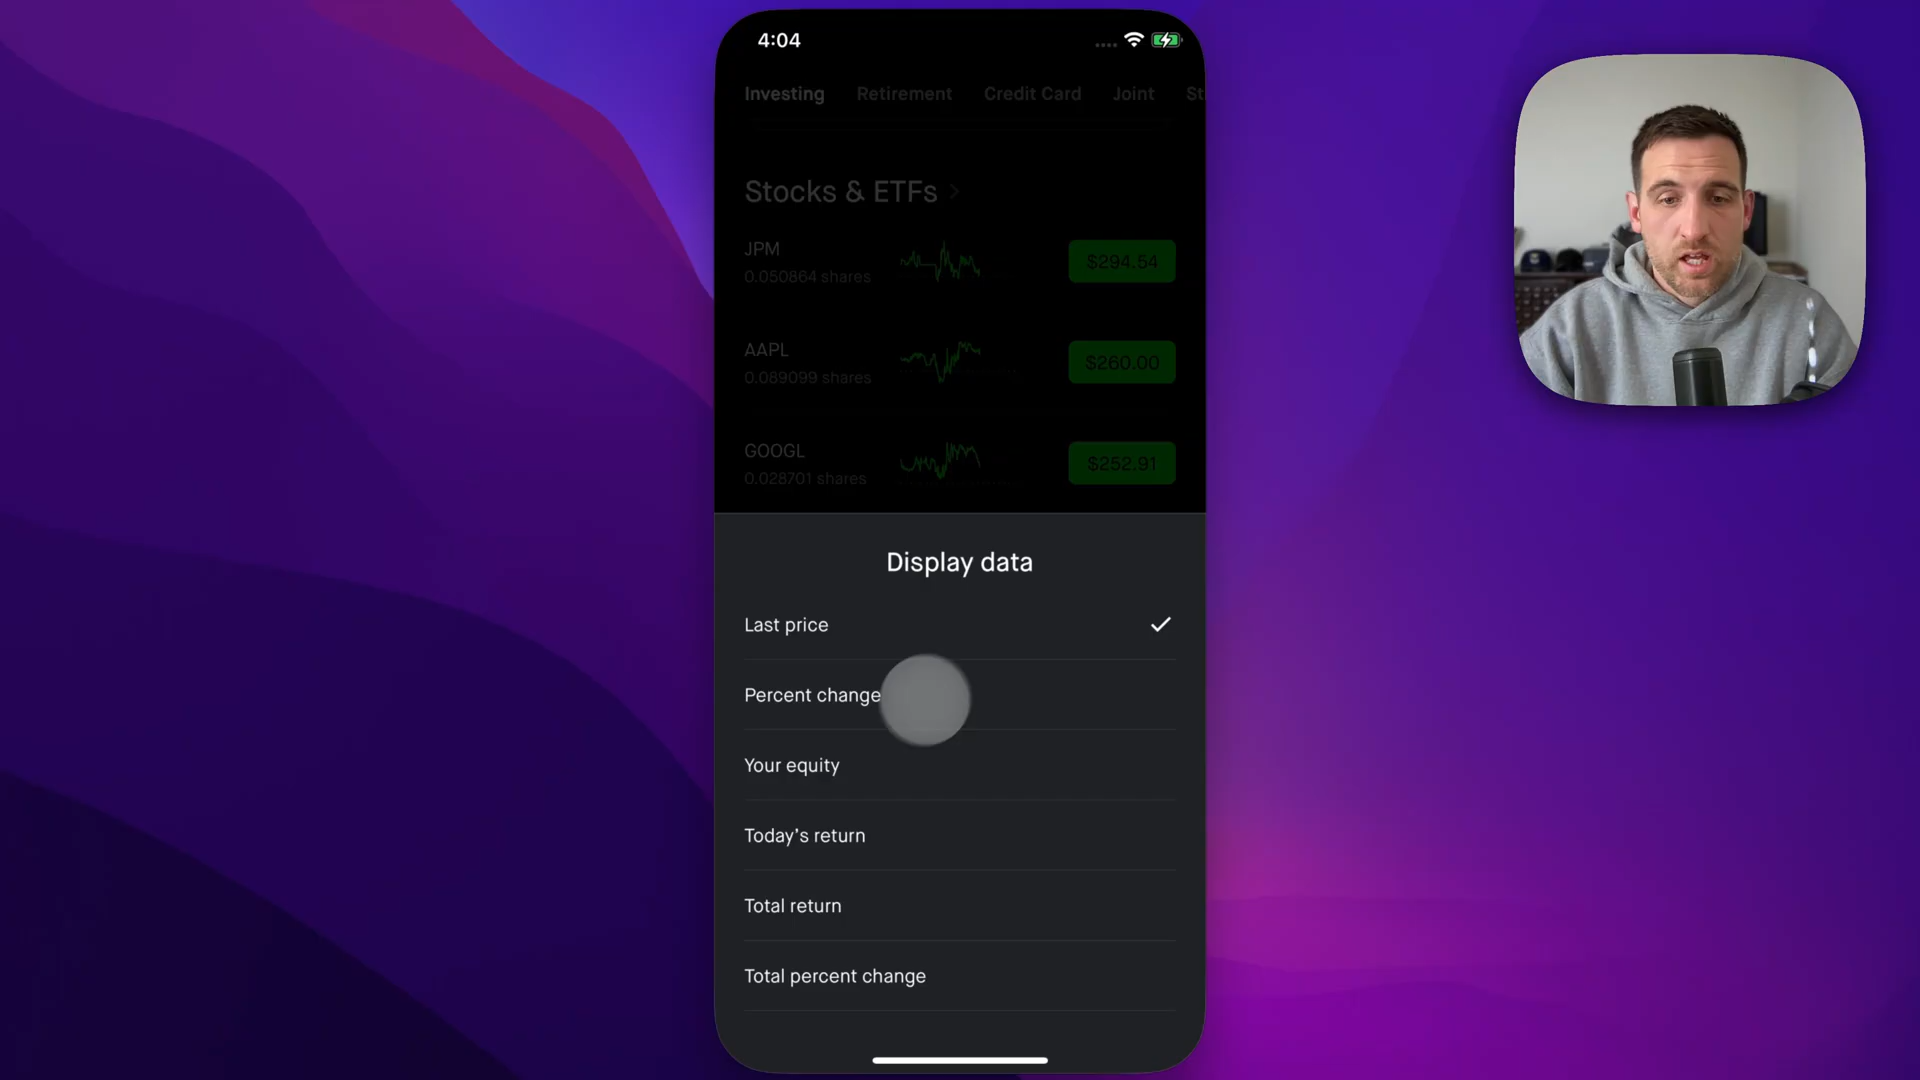 4:04
Investing Retirement Credit Card Joint St
Stocks & ETFs
JPM
0.050864 shares
$294.54
AAPL
0.089099 shares
$260.00
GOOGL
0.028701 shares
$252.91
Display data
Last price
Percent change
Your equity
Today's return
Total return
Total percent change